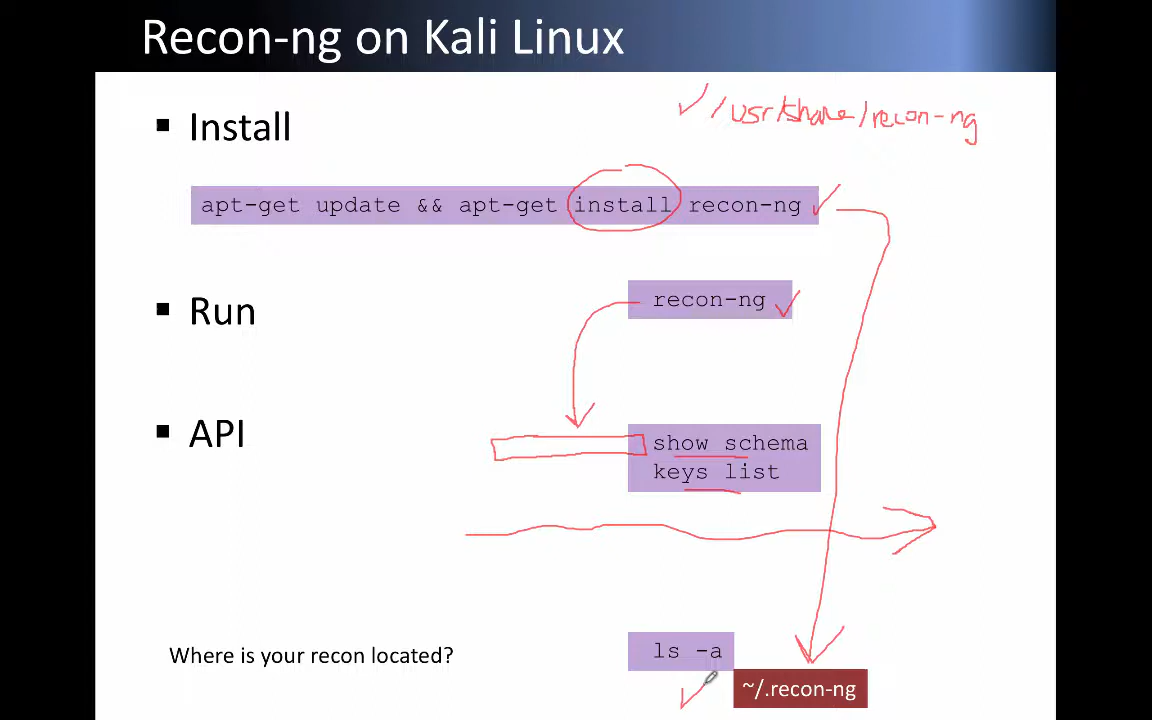 Recon-ng on Kali Linux
/usr/share/recon-ng
Install
apt-get update && apt-get install recon-ng
recon-ng
Run
API
show schema
keys list
Where is your recon located?
ls -a
~/.recon-ng